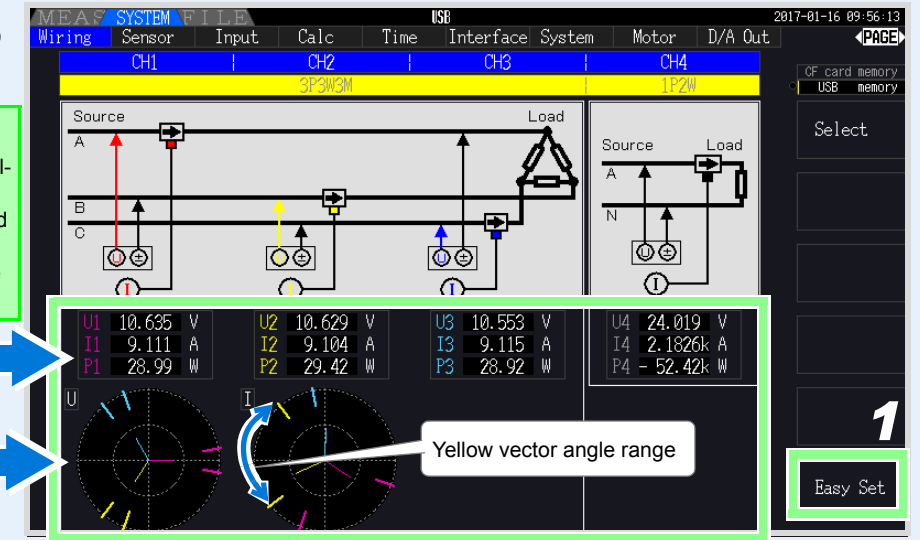 MEAS SYSTEM FILE USB 2017-01-16 09:56:13
Wiring Sensor Input Calc Time Interface System Motor D/A Out PAGE
CH1 CH2 CH3 CH4
3P3W3M 1P2W
CF card memory
USB memory
Source Load
A
B
C
U ± U ± U ±
I I I
Source Load
A
N
U ±
I
Select
l-
d
U1 10.635 V U2 10.629 V U3 10.553 V U4 24.019 V
I1 9.111 A I2 9.104 A I3 9.115 A I4 2.1826k A
P1 28.99 W P2 29.42 W P3 28.92 W P4 - 52.42k W
U I
Yellow vector angle range
1
Easy Set